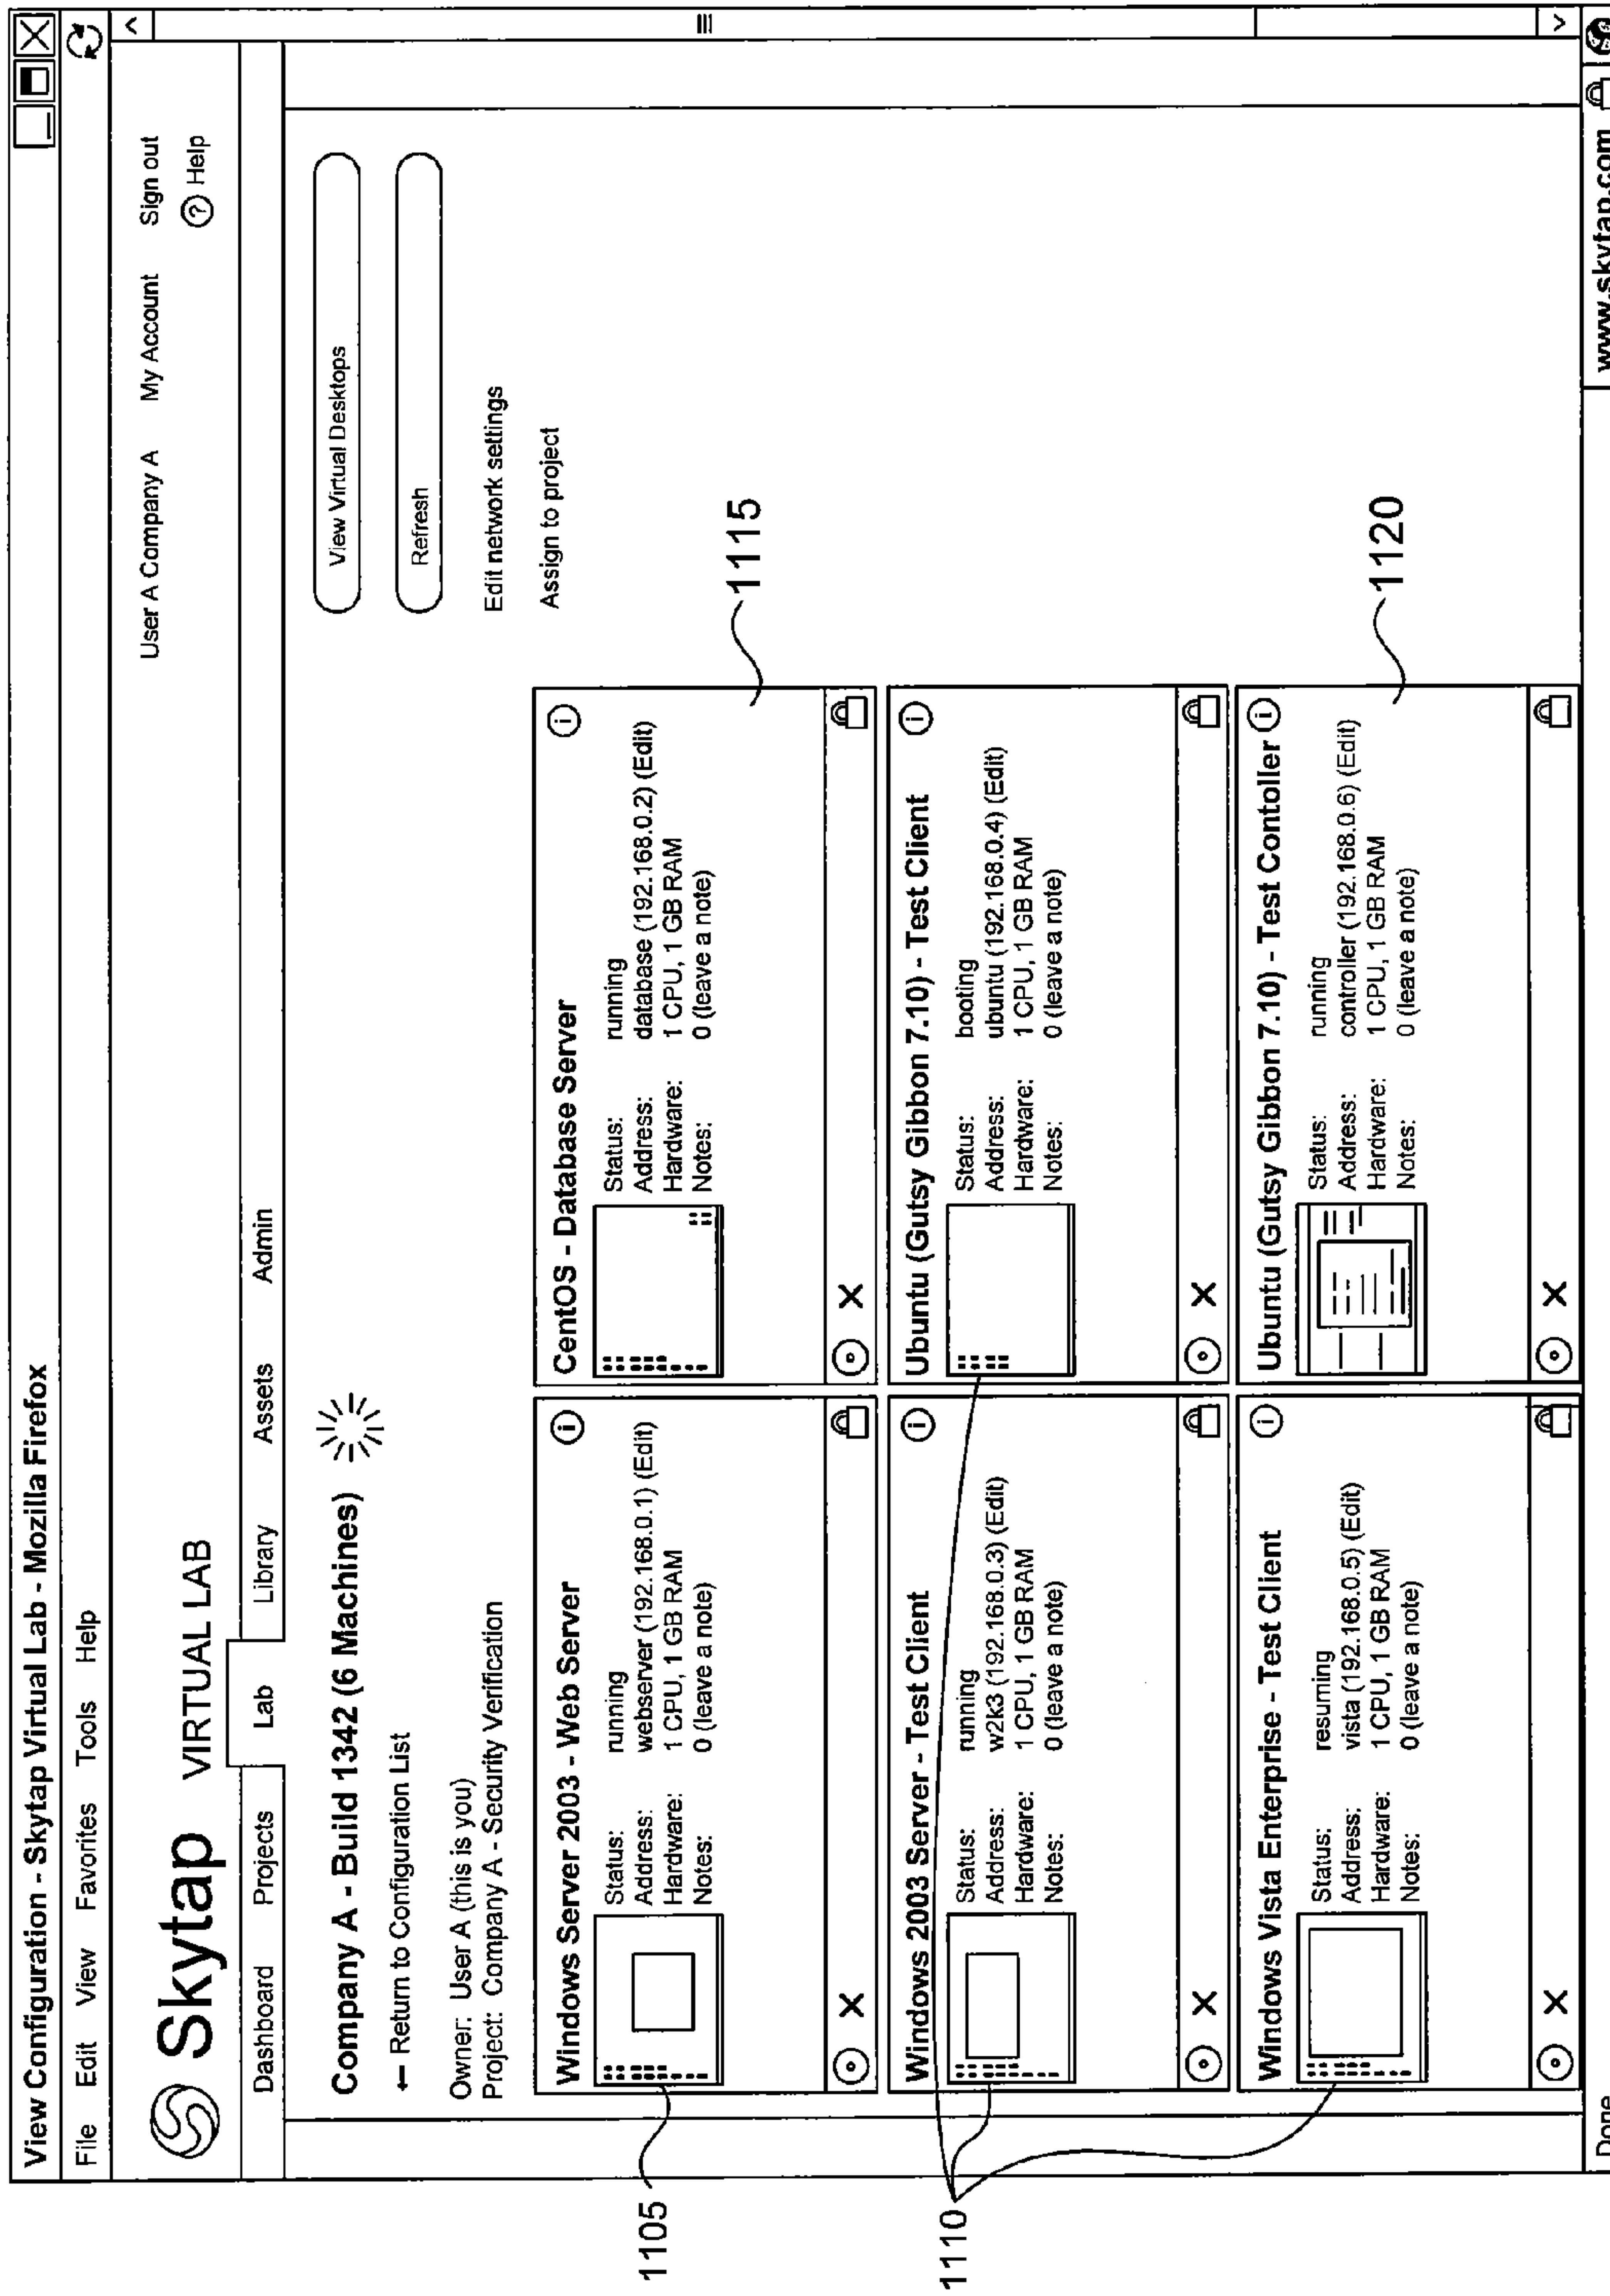 View Configuration - Skytap Virtual Lab - Mozilla Firefox
File Edit View Favorites Tools Help
Skytap VIRTUAL LAB
User A Company A My Account Sign out
? Help
Dashboard Projects Lab Library Assets Admin
Company A - Build 1342 (6 Machines)
← Return to Configuration List
Owner: User A (this is you)
Project: Company A - Security Verification
View Virtual Desktops
Refresh
Edit network settings
Assign to project
Windows Server 2003 - Web Server i
Status: running
Address: webserver (192.168.0.1) (Edit)
Hardware: 1 CPU, 1 GB RAM
Notes: 0 (leave a note)
1105
CentOS - Database Server i
Status: running
Address: database (192.168.0.2) (Edit)
Hardware: 1 CPU, 1 GB RAM
Notes: 0 (leave a note)
1115
Windows 2003 Server - Test Client i
Status: running
Address: w2k3 (192.168.0.3) (Edit)
Hardware: 1 CPU, 1 GB RAM
Notes: 0 (leave a note)
1110
Ubuntu (Gutsy Gibbon 7.10) - Test Client i
Status: booting
Address: ubuntu (192.168.0.4) (Edit)
Hardware: 1 CPU, 1 GB RAM
Notes: 0 (leave a note)
Windows Vista Enterprise - Test Client i
Status: resuming
Address: vista (192.168.0.5) (Edit)
Hardware: 1 CPU, 1 GB RAM
Notes: 0 (leave a note)
Ubuntu (Gutsy Gibbon 7.10) - Test Contoller i
Status: running
Address: controller (192.168.0.6) (Edit)
Hardware: 1 CPU, 1 GB RAM
Notes: 0 (leave a note)
1120
Done
www.skytap.com